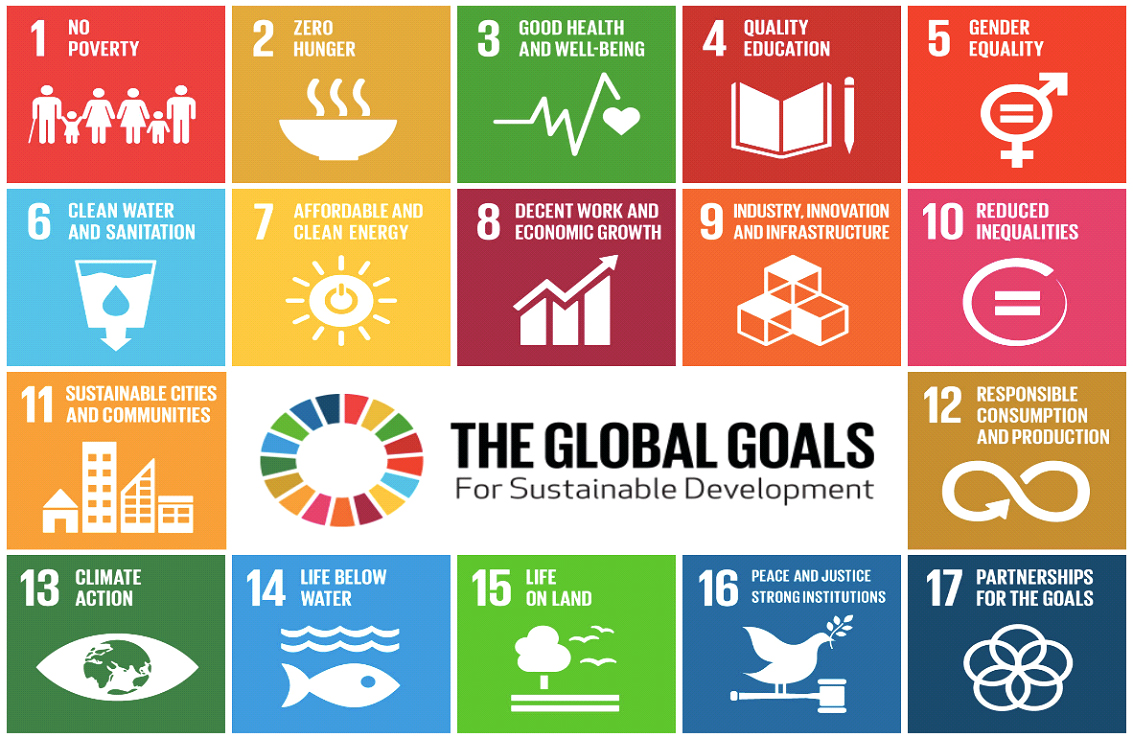 1 NO
POVERTY
2 ZERO
HUNGER
3 GOOD HEALTH
AND WELL-BEING
4 QUALITY
EDUCATION
5 GENDER
EQUALITY
6 CLEAN WATER
AND SANITATION
7 AFFORDABLE AND
CLEAN ENERGY
8 DECENT WORK AND
ECONOMIC GROWTH
9 INDUSTRY, INNOVATION
AND INFRASTRUCTURE
10 REDUCED
INEQUALITIES
11 SUSTAINABLE CITIES
AND COMMUNITIES
THE GLOBAL GOALS
For Sustainable Development
12 RESPONSIBLE
CONSUMPTION
AND PRODUCTION
13 CLIMATE
ACTION
14 LIFE BELOW
WATER
15 LIFE
ON LAND
16 PEACE AND JUSTICE
STRONG INSTITUTIONS
17 PARTNERSHIPS
FOR THE GOALS